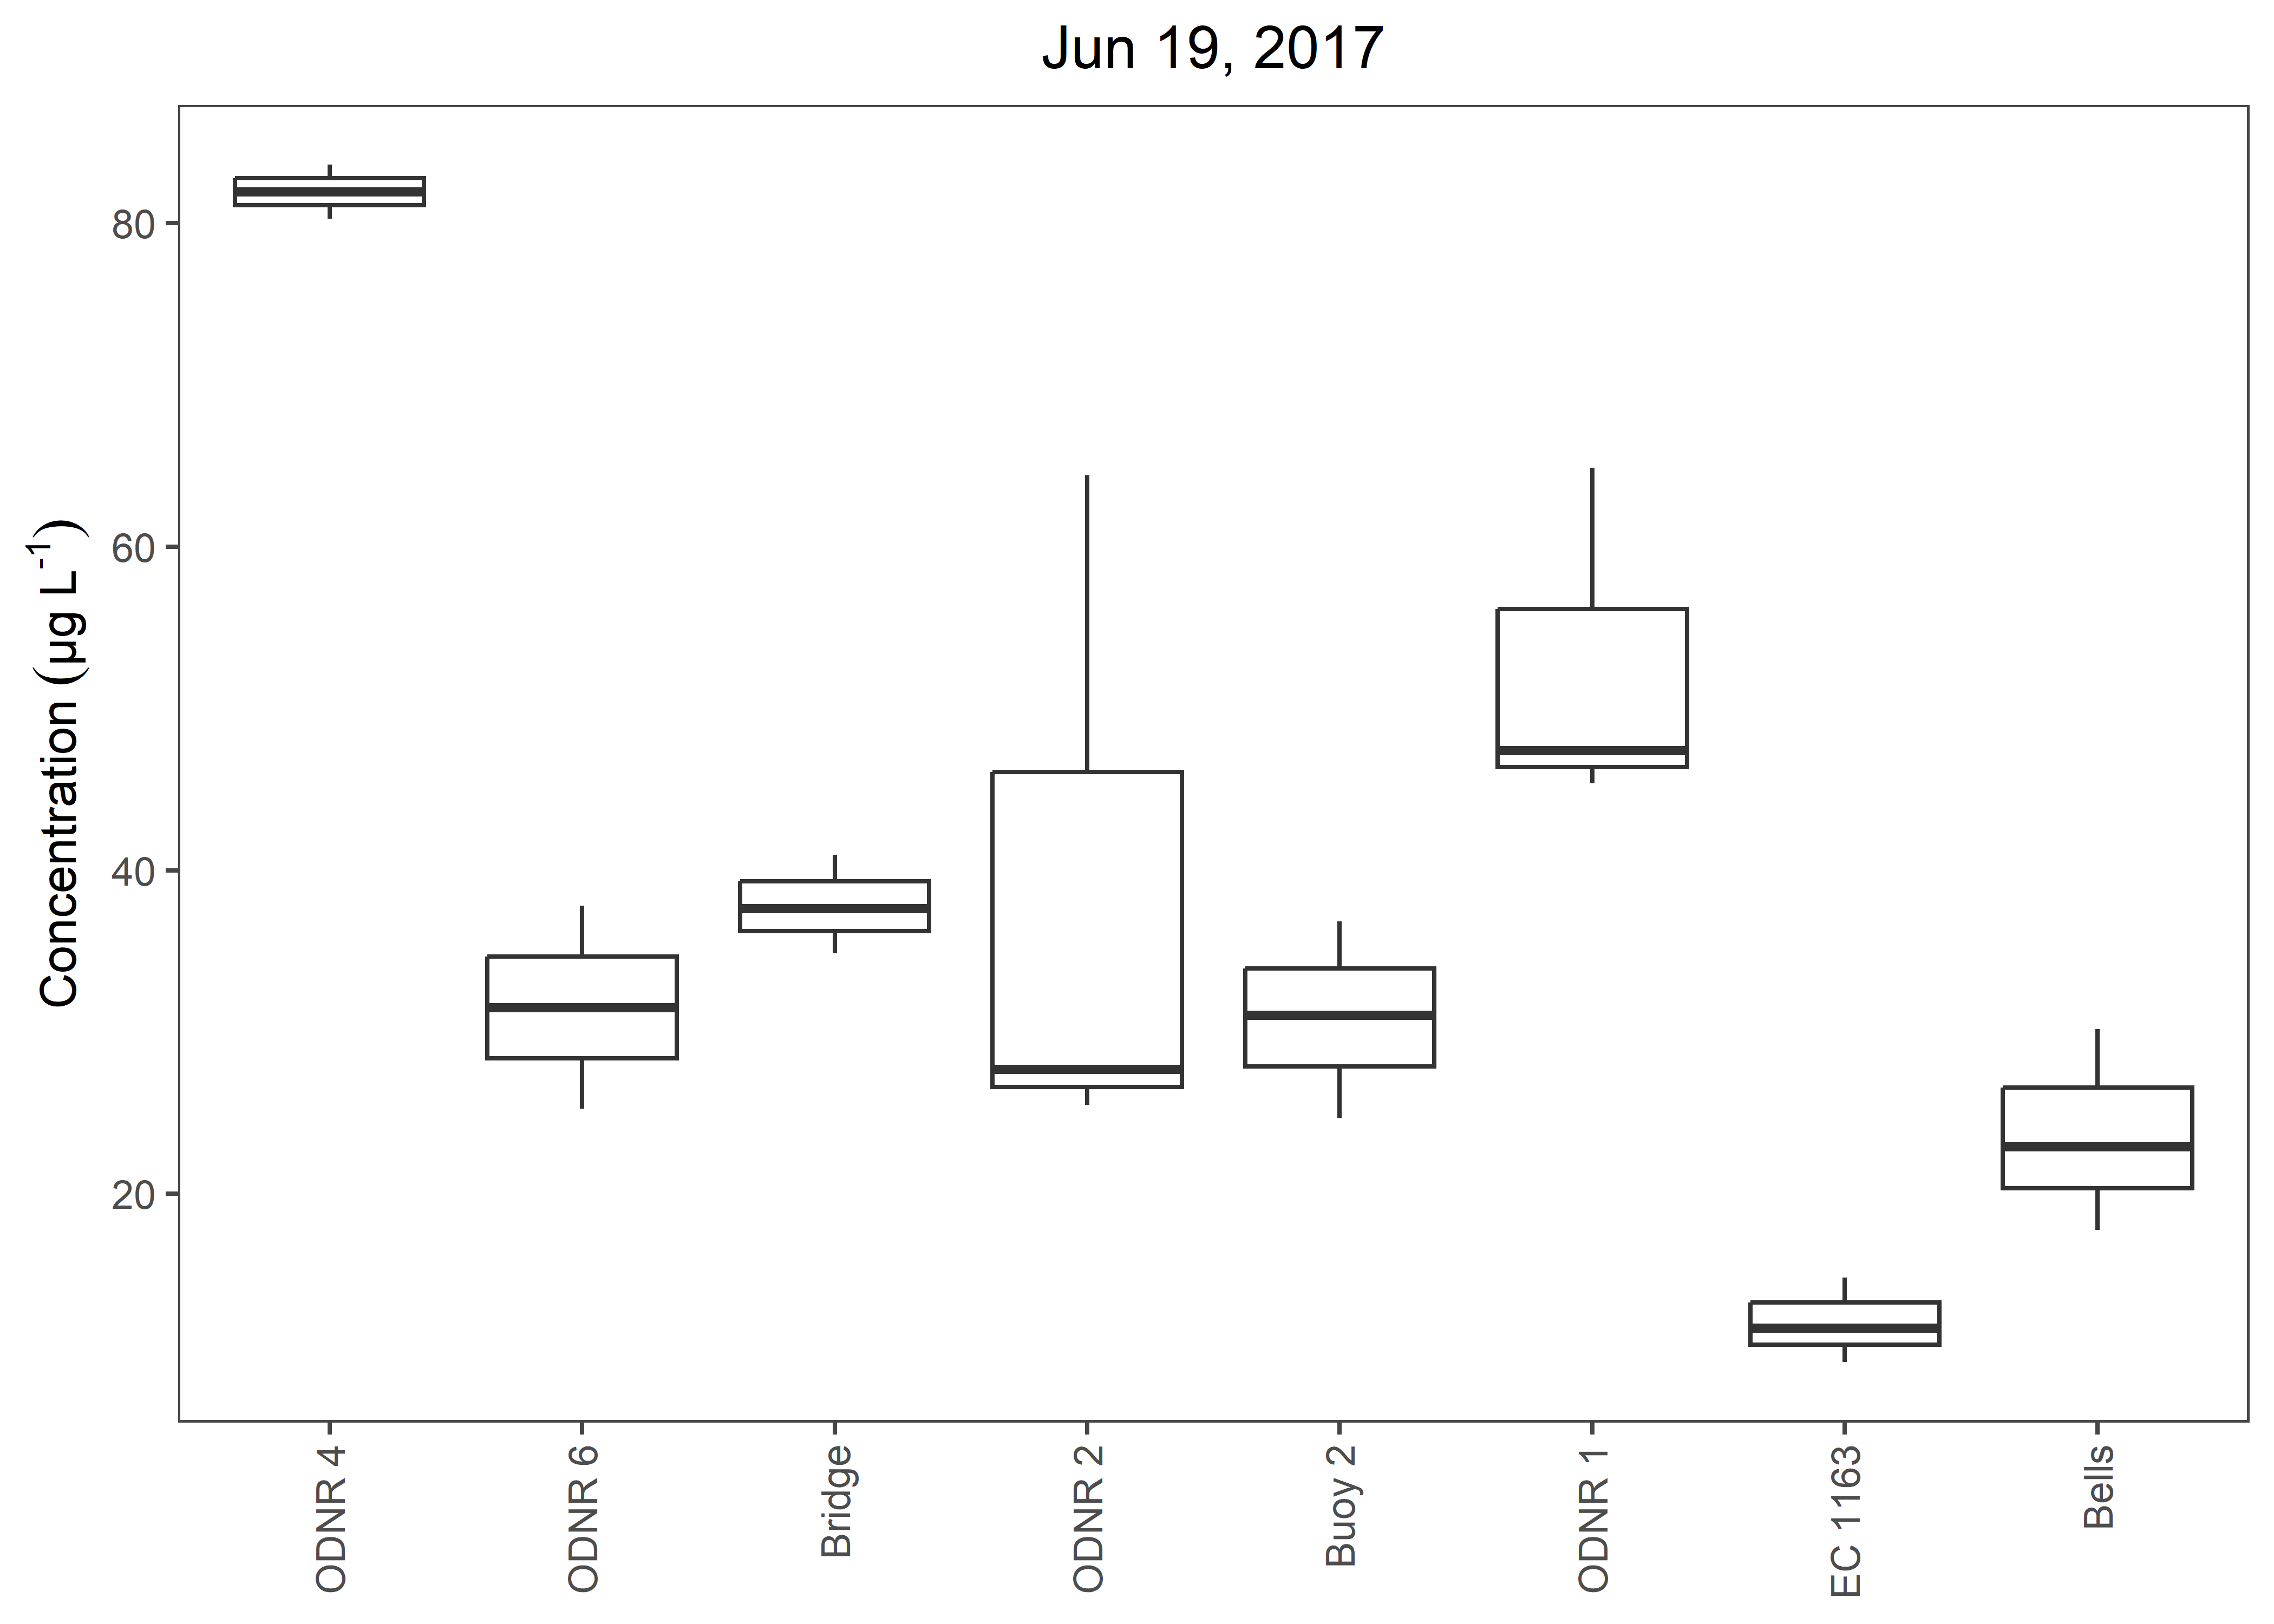 Jun 19, 2017
Concentration (µg L⁻¹)
80
60
40
20
ODNR 4
ODNR 6
Bridge
ODNR 2
Buoy 2
ODNR 1
EC 1163
Bells